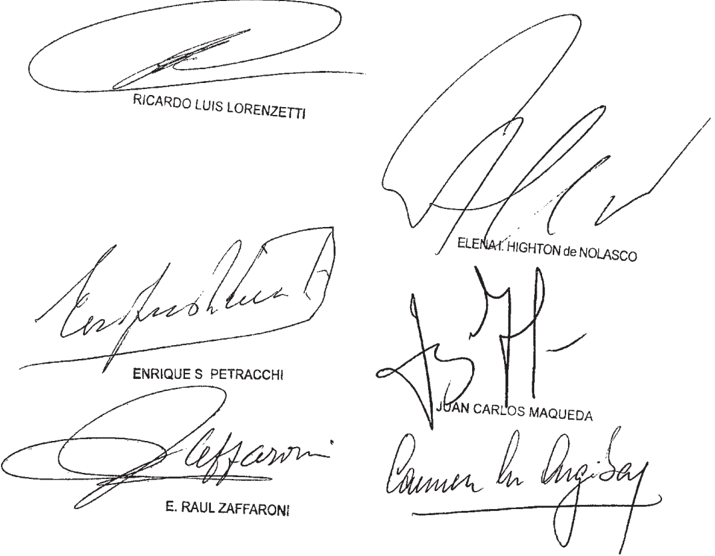 RICARDO LUIS LORENZETTI
ELENA I. HIGHTON de NOLASCO
ENRIQUE S PETRACCHI
JUAN CARLOS MAQUEDA
Zaffaroni
E. RAUL ZAFFARONI
Carmen M Argibay